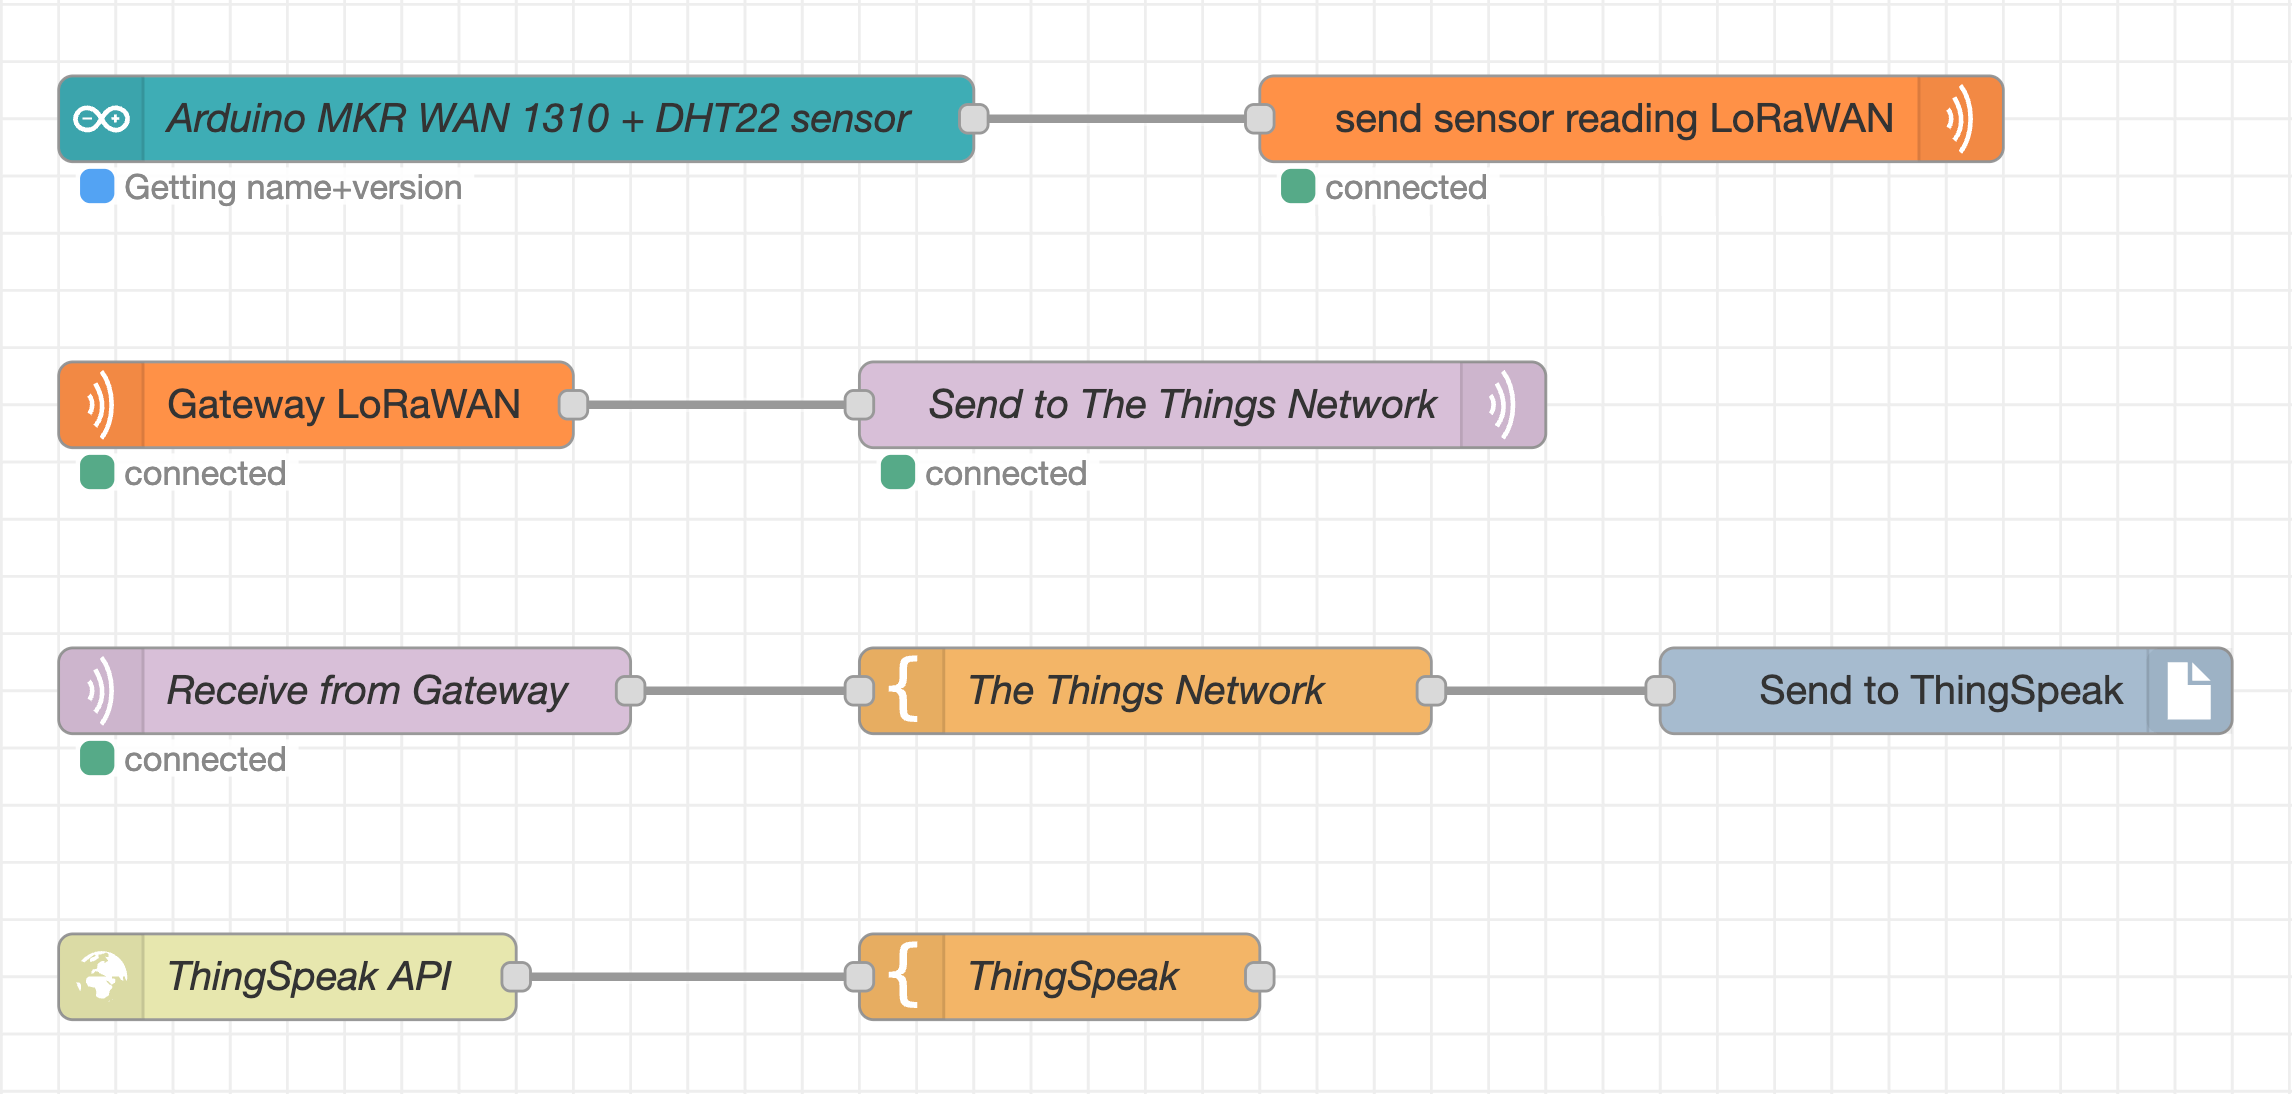 Arduino MKR WAN 1310 + DHT22 sensor
send sensor reading LoRaWAN
Getting name+version
connected
Gateway LoRaWAN
Send to The Things Network
connected
connected
Receive from Gateway
The Things Network
Send to ThingSpeak
connected
ThingSpeak API
ThingSpeak